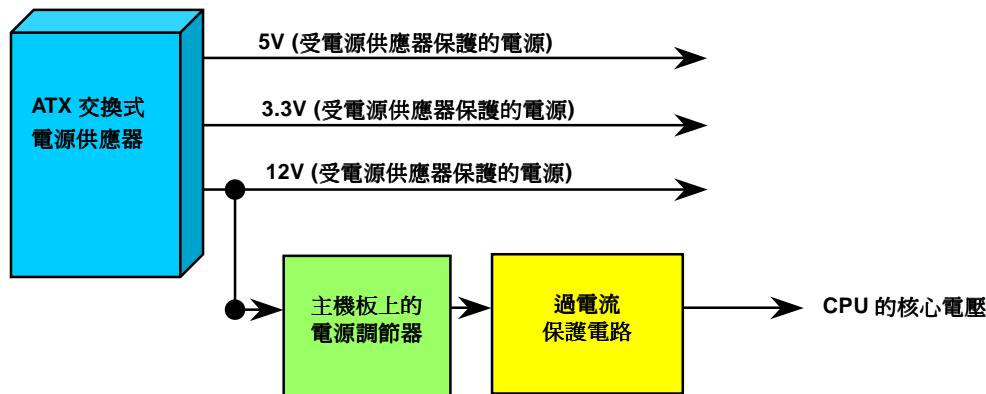 5V (受電源供應器保護的電源)
ATX 交換式
電源供應器
3.3V (受電源供應器保護的電源)
12V (受電源供應器保護的電源)
主機板上的
電源調節器
過電流
保護電路
CPU 的核心電壓